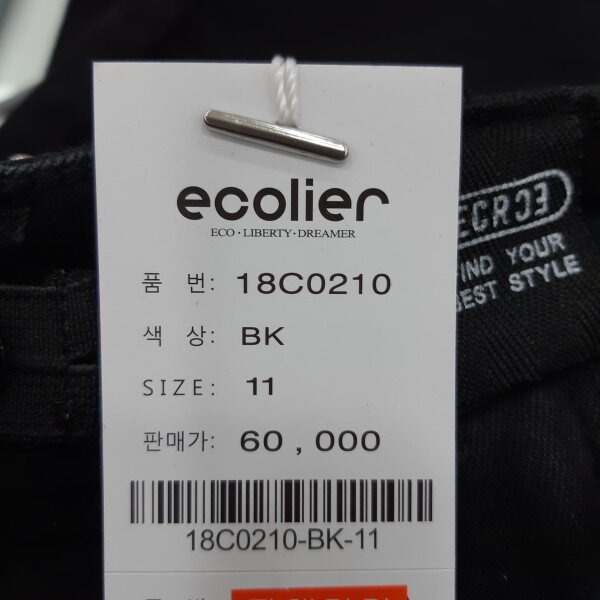 ecolier
ECO · LIBERTY · DREAMER
품 번: 18C0210
색 상: BK
SIZE: 11
판매가: 60,000
18C0210-BK-11
FIND YOUR
BEST STYLE